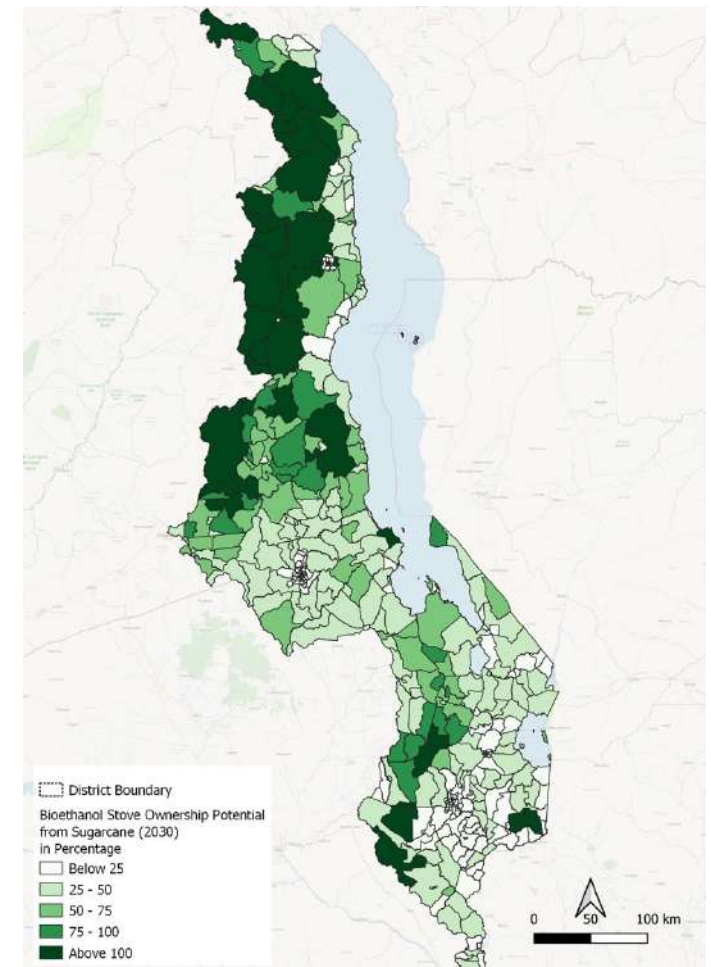 District Boundary
Bioethanol Stove Ownership Potential
from Sugarcane (2030)
in Percentage
Below 25
25 - 50
50 - 75
75 - 100
Above 100
0 50 100 km